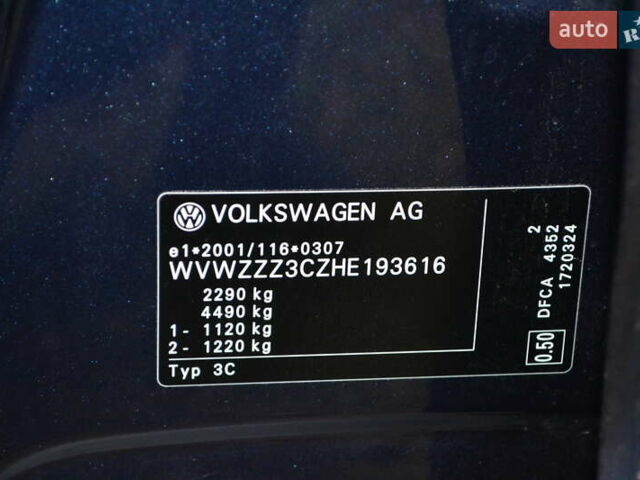 auto
R
VOLKSWAGEN AG
e1*2001/116*0307
WVWZZZ3CZHE193616
2290 kg
4490 kg
1- 1120 kg
2- 1220 kg
Typ 3C
2
DFCA 4352
1720324
0.50